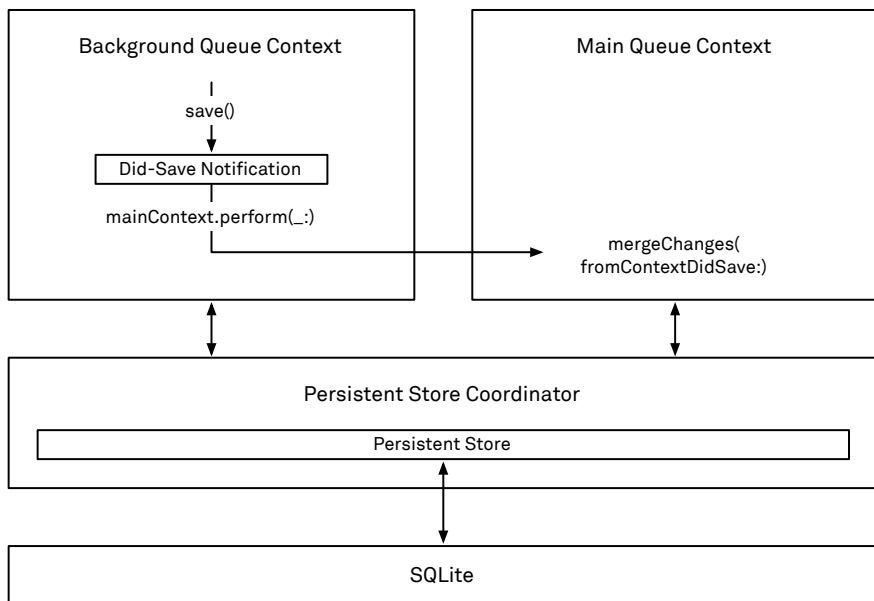 Background Queue Context
Main Queue Context
save()
Did-Save Notification
mainContext.perform(_:)
mergeChanges(
fromContextDidSave:)
Persistent Store Coordinator
Persistent Store
SQLite